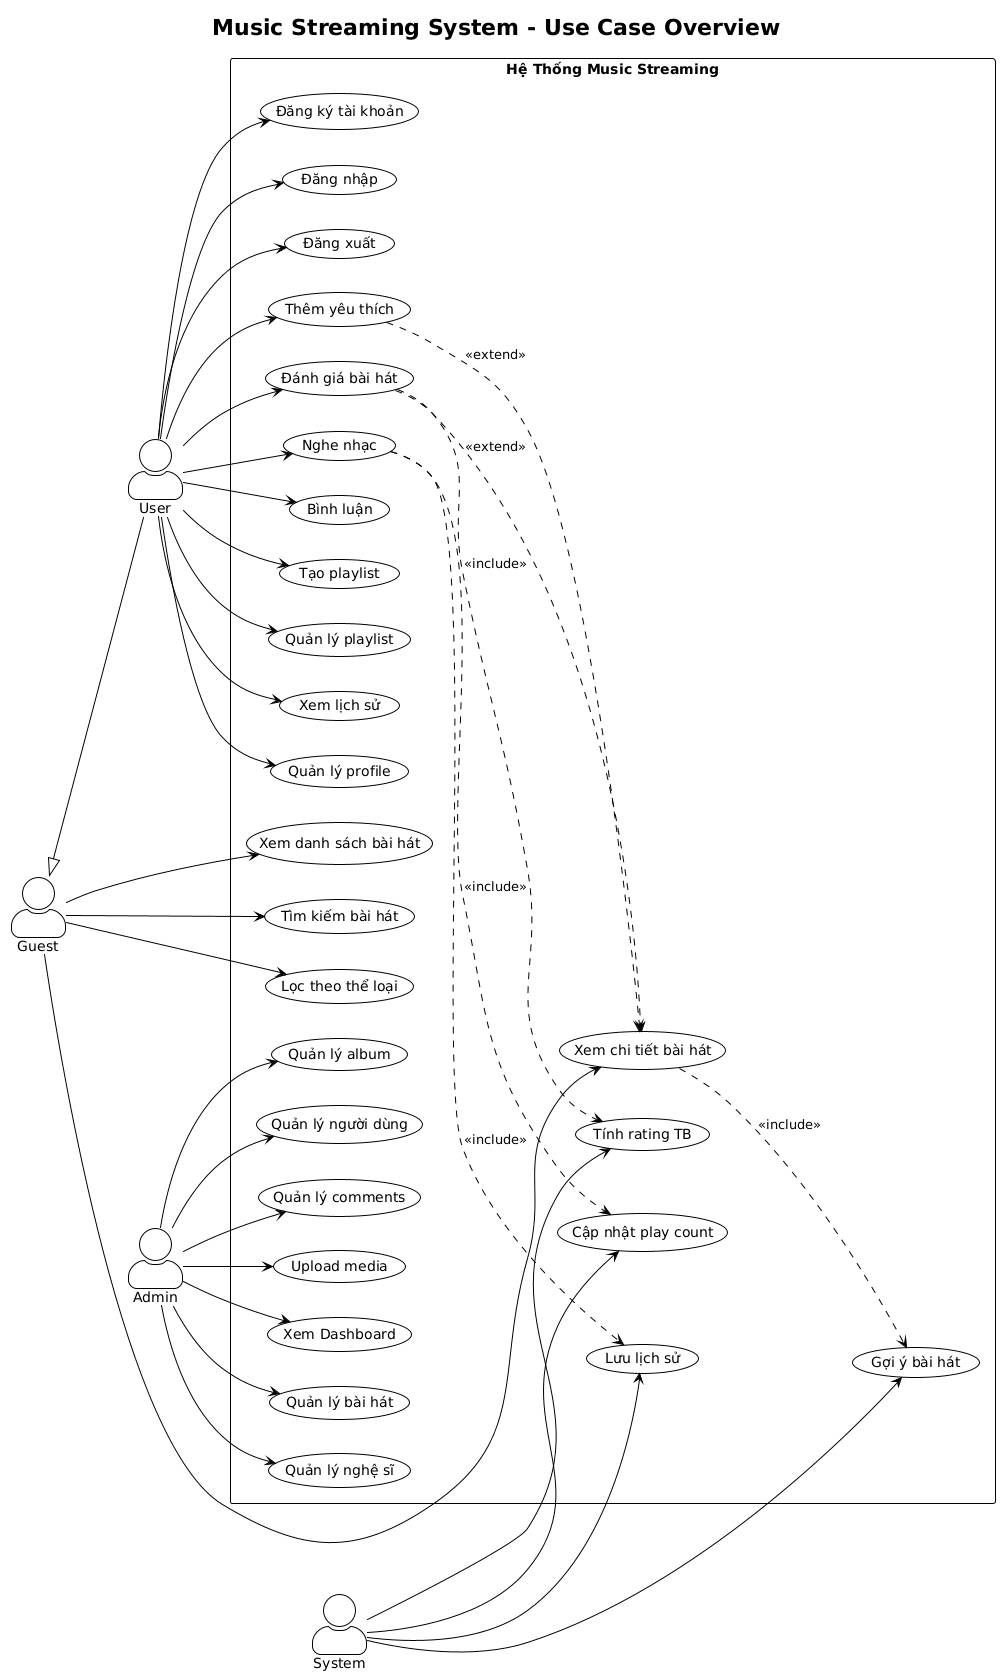 Music Streaming System - Use Case Overview
Hệ Thống Music Streaming
Đăng ký tài khoản
Đăng nhập
Đăng xuất
Thêm yêu thích
«extend»
Đánh giá bài hát
Nghe nhạc
«extend»
User
Bình luận
«include»
Tạo playlist
Quản lý playlist
Xem lịch sử
Quản lý profile
Xem danh sách bài hát
«include»
Tìm kiếm bài hát
Guest
Lọc theo thể loại
Quản lý album
Xem chi tiết bài hát
Quản lý người dùng
«include»
«include»
Tính rating TB
Quản lý comments
Cập nhật play count
Upload media
Admin
Xem Dashboard
Lưu lịch sử
Gợi ý bài hát
Quản lý bài hát
Quản lý nghệ sĩ
System